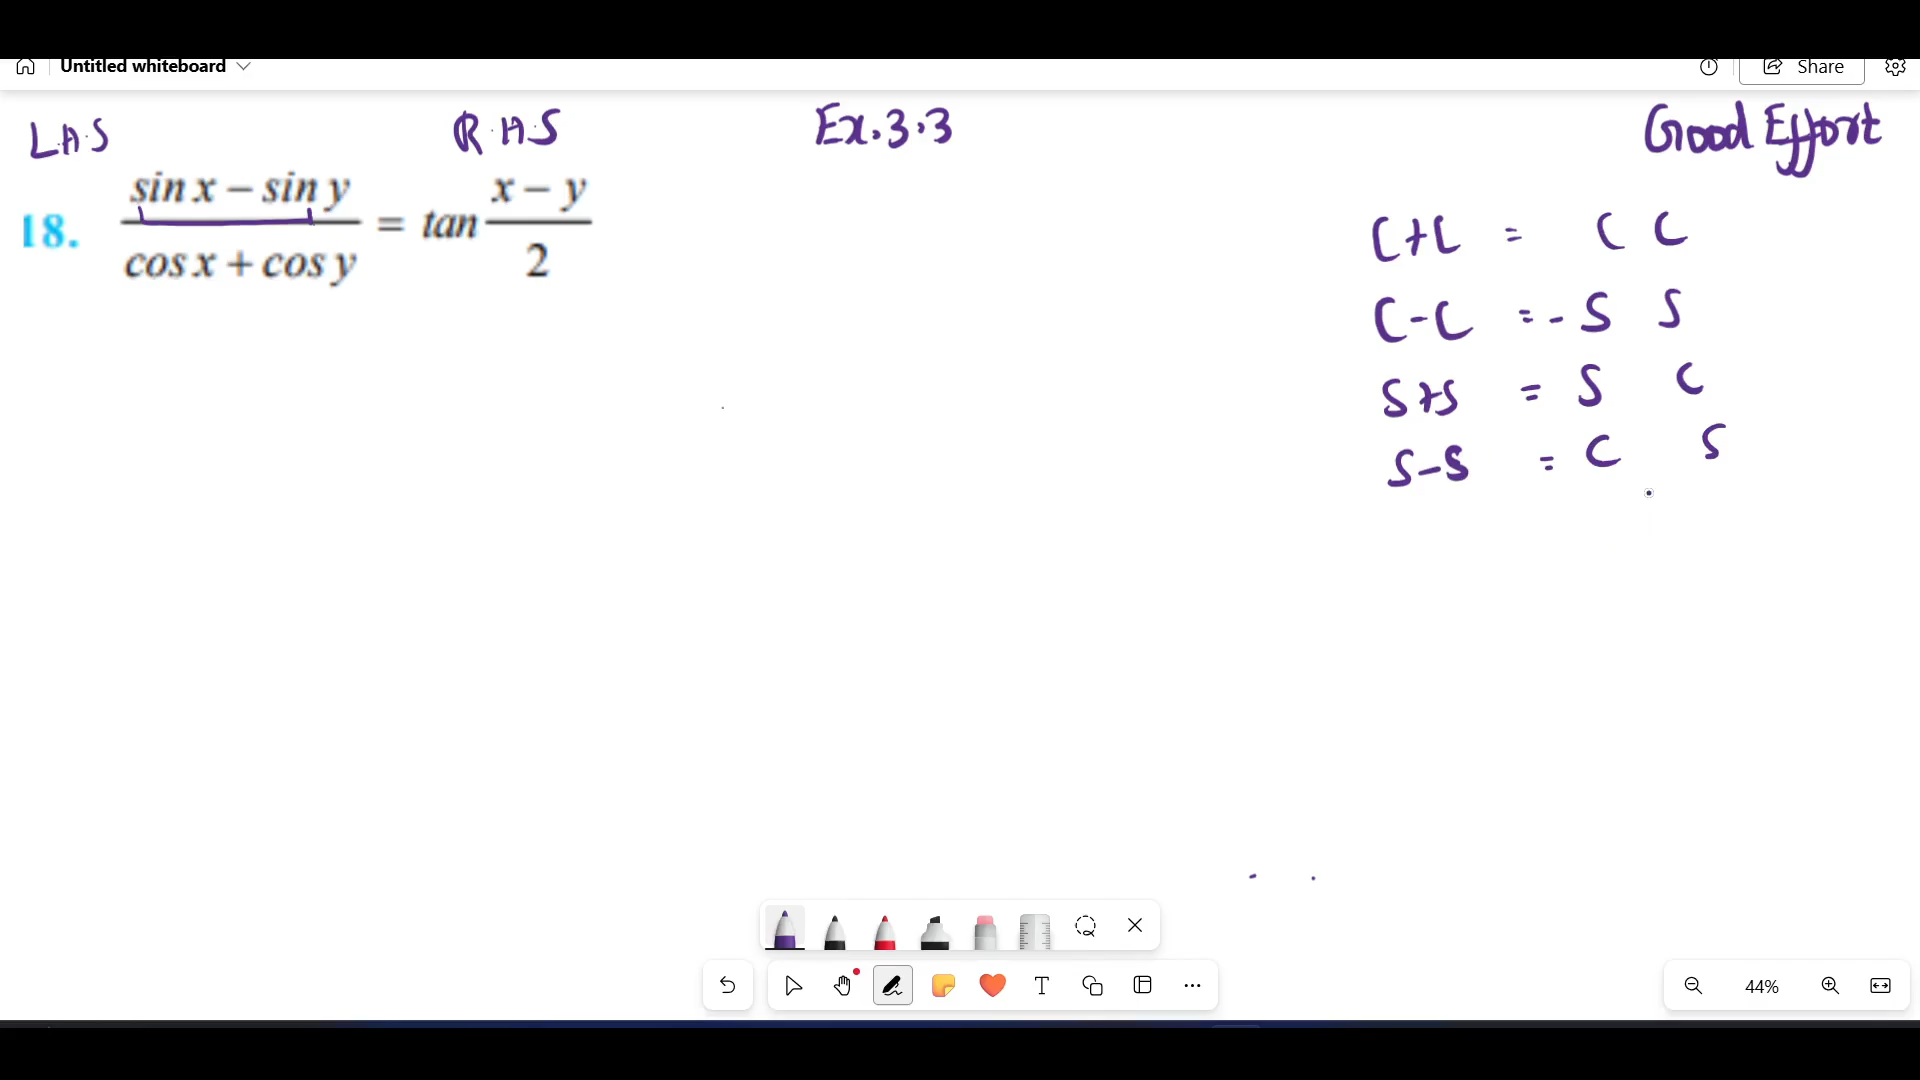 Untitled whiteboard
Share
L.H.S R.H.S Ex.3.3 Good Effort
18. sin x − sin y / cos x + cos y = tan x − y / 2
C+C = C C
C-C = - S S
S+S = S C
S-S = C S
44%